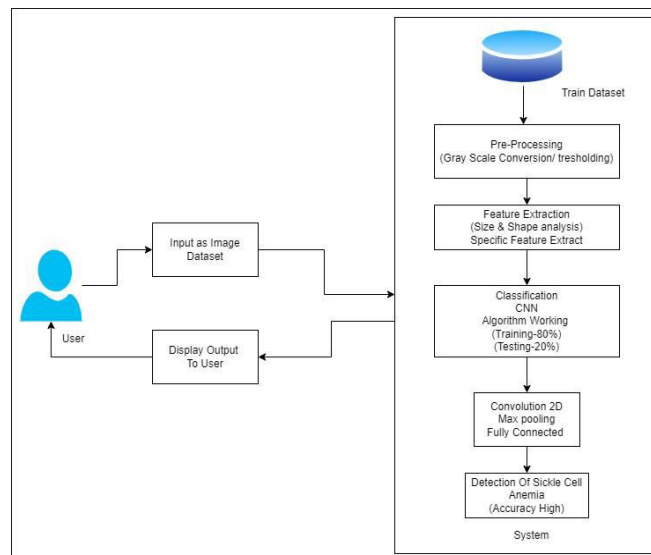 Train Dataset
Pre-Processing
(Gray Scale Conversion/ tresholding)
Feature Extraction
(Size & Shape analysis)
Specific Feature Extract
Input as Image
Dataset
Classification
CNN
Algorithm Working
(Training-80%)
(Testing-20%)
User
Display Output
To User
Convolution 2D
Max pooling
Fully Connected
Detection Of Sickle Cell
Anemia
(Accuracy High)
System